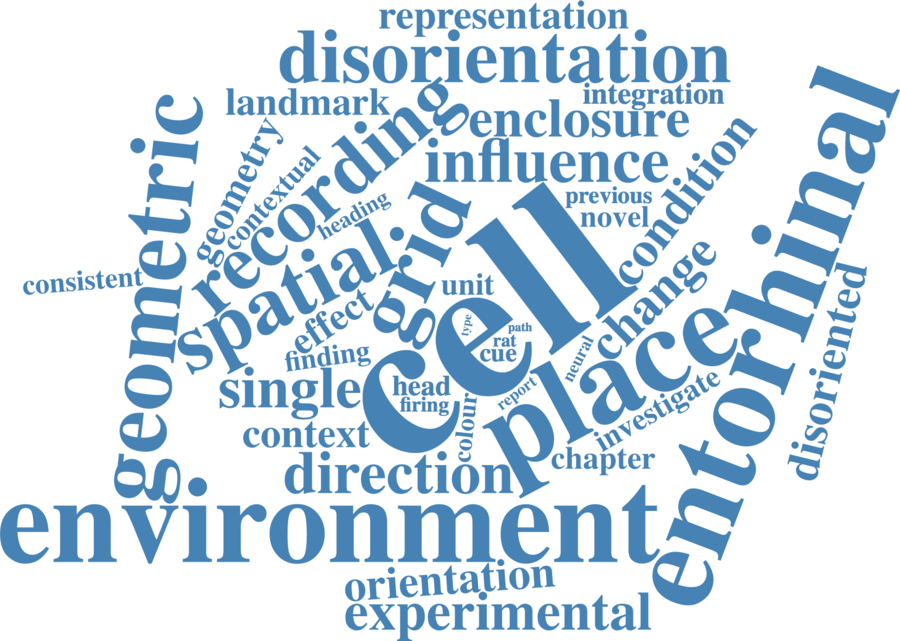 representation
disorientation
landmark
integration
recording
enclosure
geometric
geometry
contextual
influence
condition
entorhinal
heading
previous
novel
consistent
spatial
grid
cell
unit
change
effect
type
path
rat
cue
finding
neural
place
disoriented
single
head
firing
report
investigate
context
colour
chapter
direction
environment
orientation
experimental